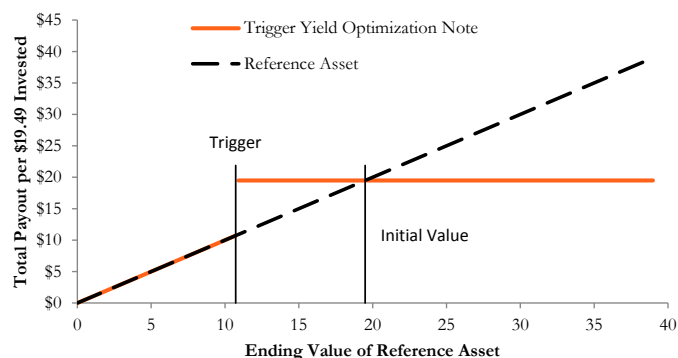 $45
$40
$35
$30
$25
$20
$15
$10
$5
$0
Total Payout per $19.49 Invested
Trigger Yield Optimization Note
Reference Asset
Trigger
Initial Value
0 5 10 15 20 25 30 35 40
Ending Value of Reference Asset